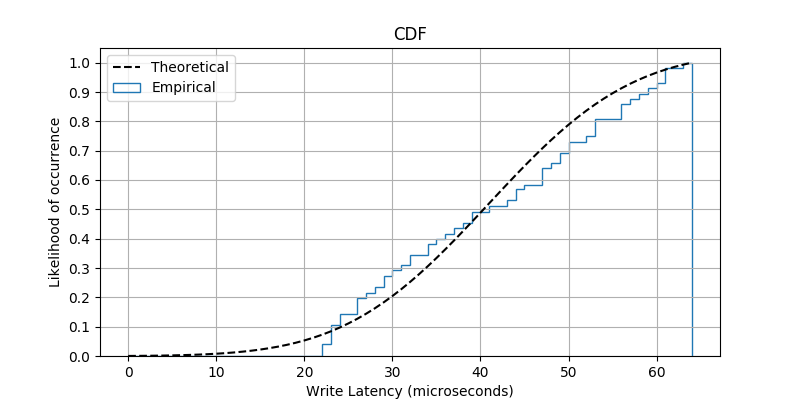 CDF
Theoretical
Empirical
Likelihood of occurrence
1.0
0.9
0.8
0.7
0.6
0.5
0.4
0.3
0.2
0.1
0.0
0 10 20 30 40 50 60
Write Latency (microseconds)